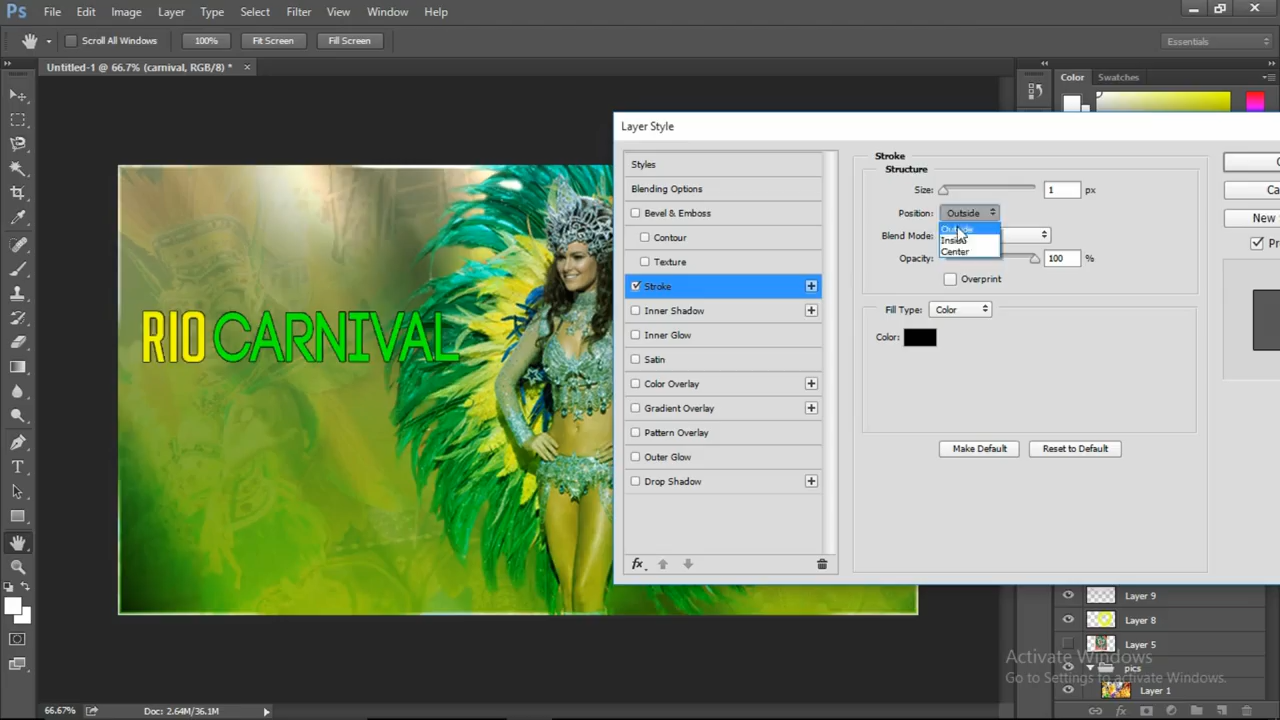 Ps File Edit Image Layer Type Select Filter View Window Help
Scroll All Windows 100% Fit Screen Fill Screen Essentials
Untitled-1 @ 66.7% (carnival, RGB/8) * ×
Color Swatches
Layer Style
Styles
Blending Options
Bevel & Emboss
Contour
Texture
Stroke
Inner Shadow
Inner Glow
Satin
Color Overlay
Gradient Overlay
Pattern Overlay
Outer Glow
Drop Shadow
fx
Stroke
Structure
Size: 1 px
Position: Outside
Outside
Inside
Center
Blend Mode:
Opacity: 100 %
Overprint
Fill Type: Color
Color:
Make Default Reset to Default
New
RIO CARNIVAL
Layer 9
Layer 8
Layer 5
pics
Layer 1
Activate Windows
Go to Settings to activate Windows.
66.67% Doc: 2.64M/36.1M